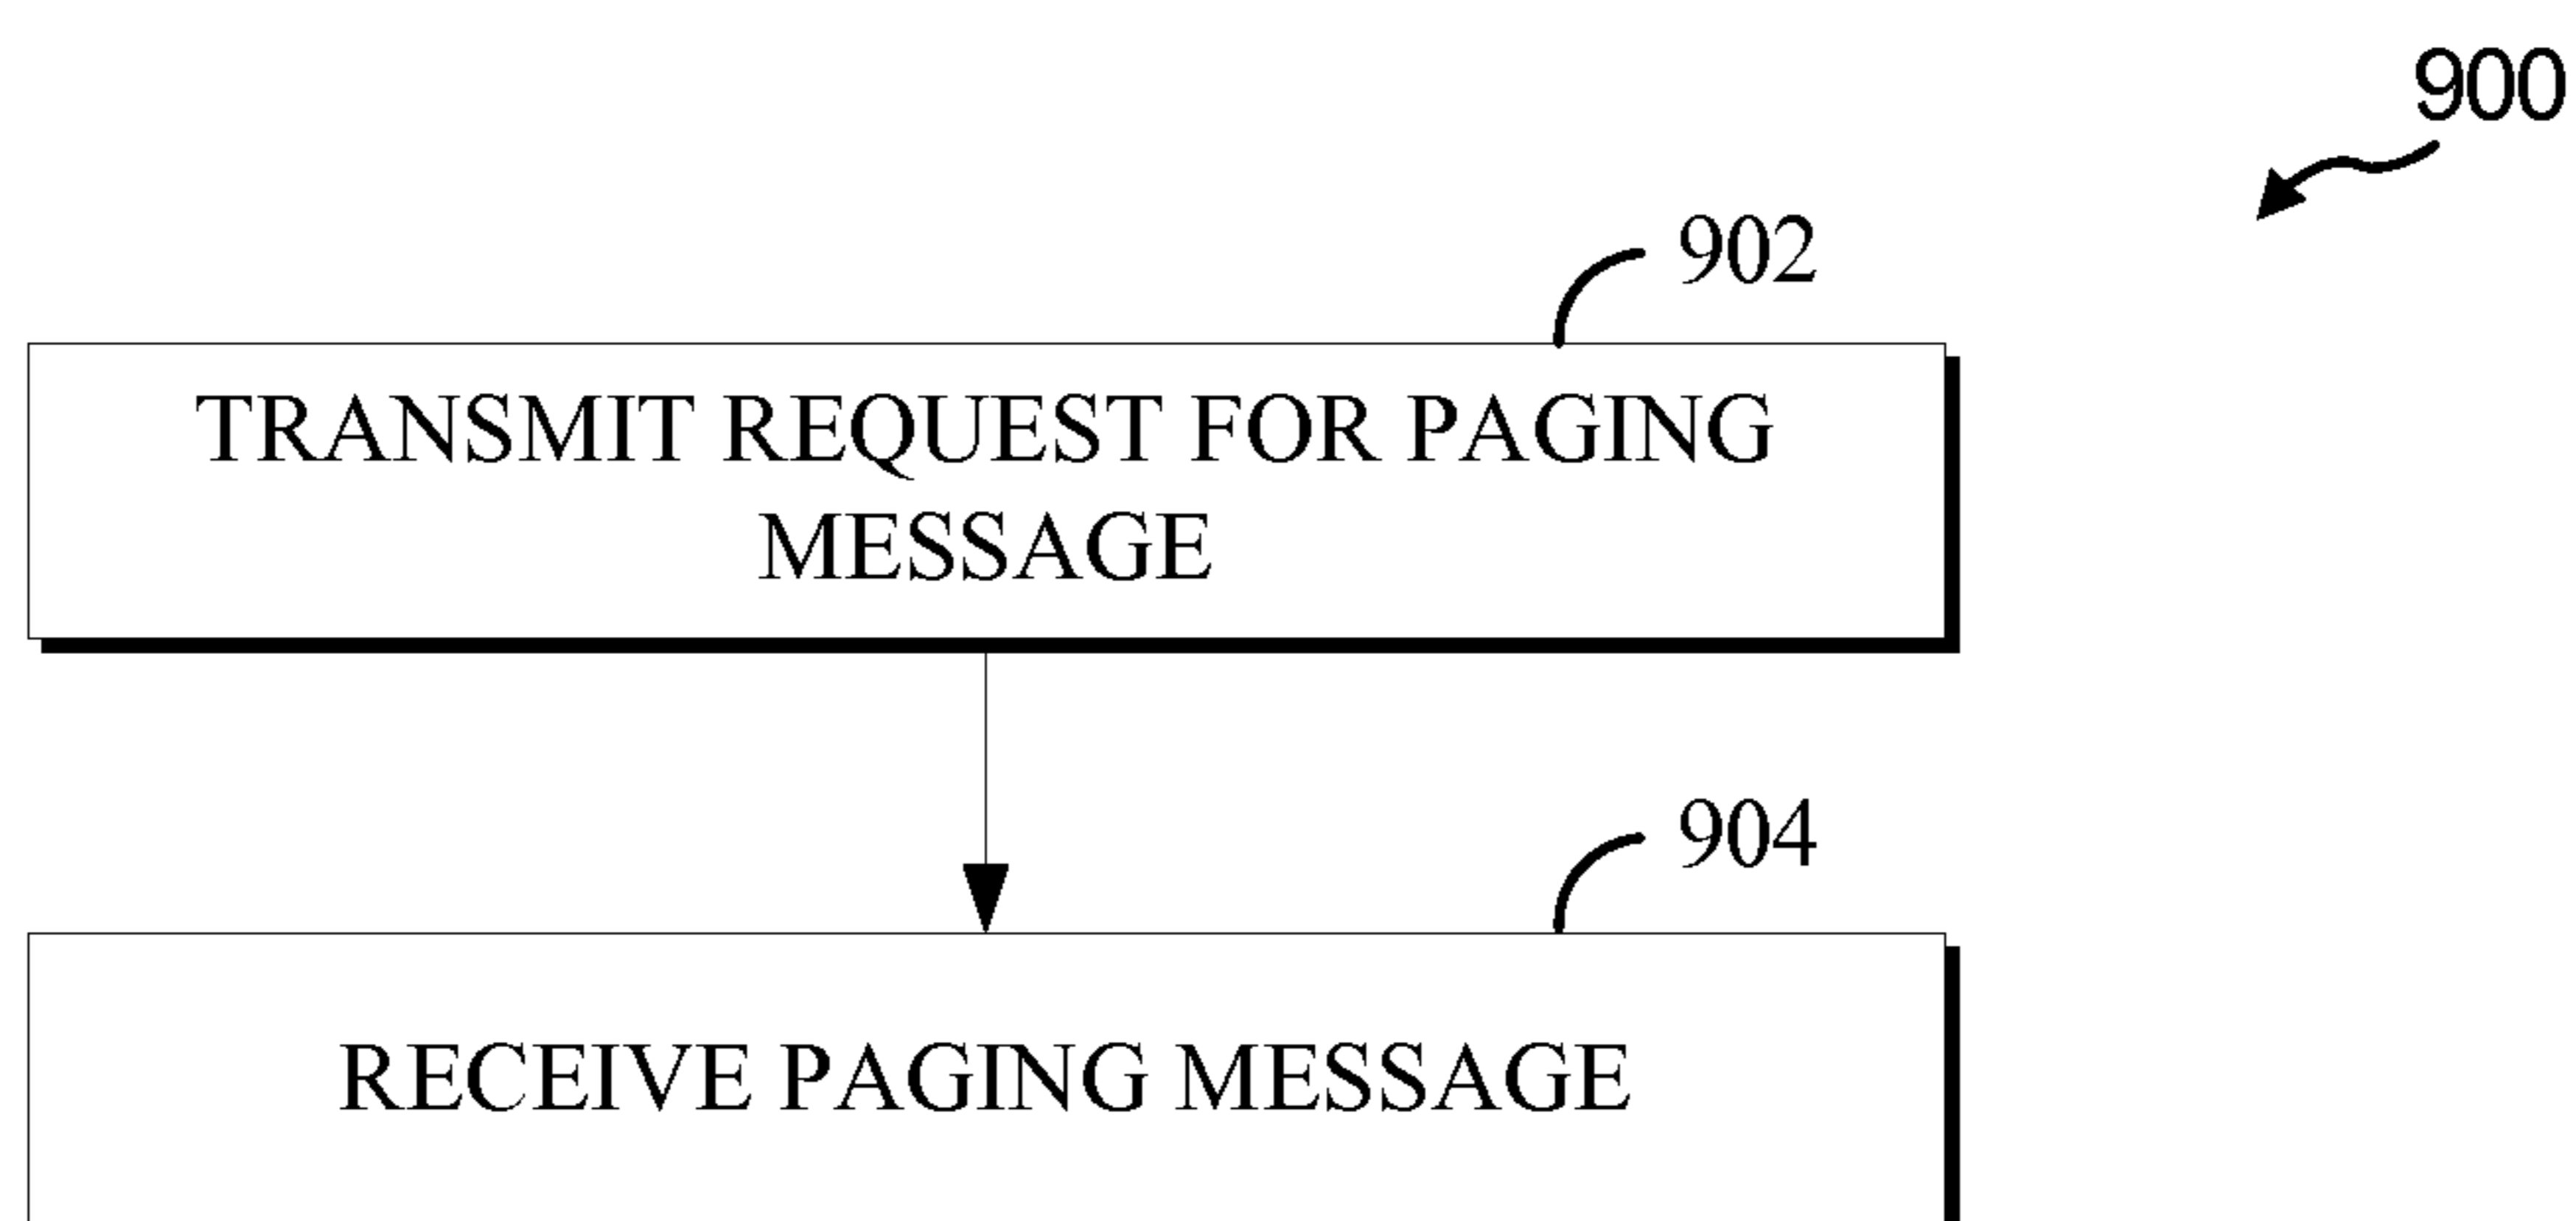 900
902
TRANSMIT REQUEST FOR PAGING
MESSAGE
904
RECEIVE PAGING MESSAGE